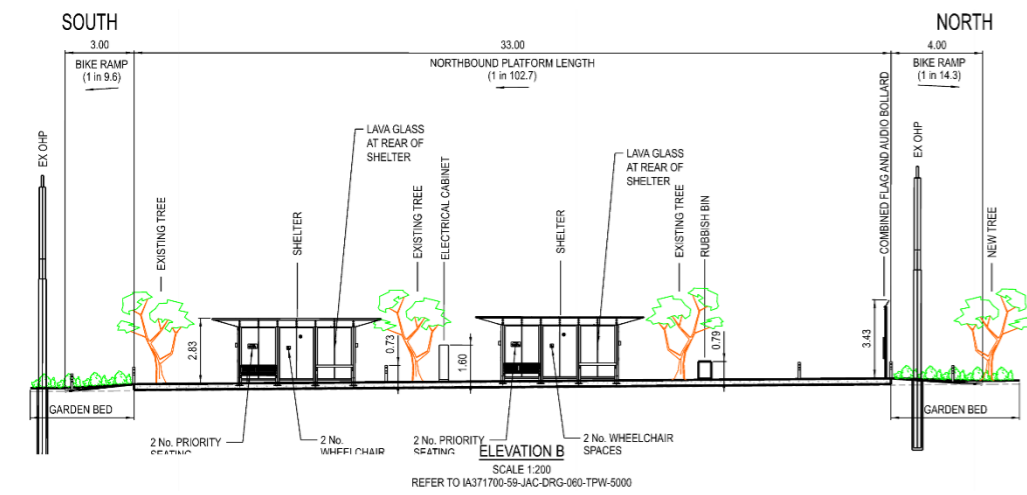 SOUTH
NORTH
3.00
33.00
4.00
BIKE RAMP
(1 in 9.6)
NORTHBOUND PLATFORM LENGTH
(1 in 102.7)
BIKE RAMP
(1 in 14.3)
EX OHP
EXISTING TREE
SHELTER
LAVA GLASS
AT REAR OF
SHELTER
EXISTING TREE
ELECTRICAL CABINET
SHELTER
LAVA GLASS
AT REAR OF
SHELTER
EXISTING TREE
RUBBISH BIN
COMBINED FLAG AND AUDIO BOLLARD
EX OHP
NEW TREE
2.83
0.73
1.60
0.79
3.43
GARDEN BED
GARDEN BED
2 No. PRIORITY
SEATING
2 No.
WHEELCHAIR
2 No. PRIORITY
SEATING
2 No. WHEELCHAIR
SPACES
ELEVATION B
SCALE 1:200
REFER TO IA371700-59-JAC-DRG-060-TPW-5000